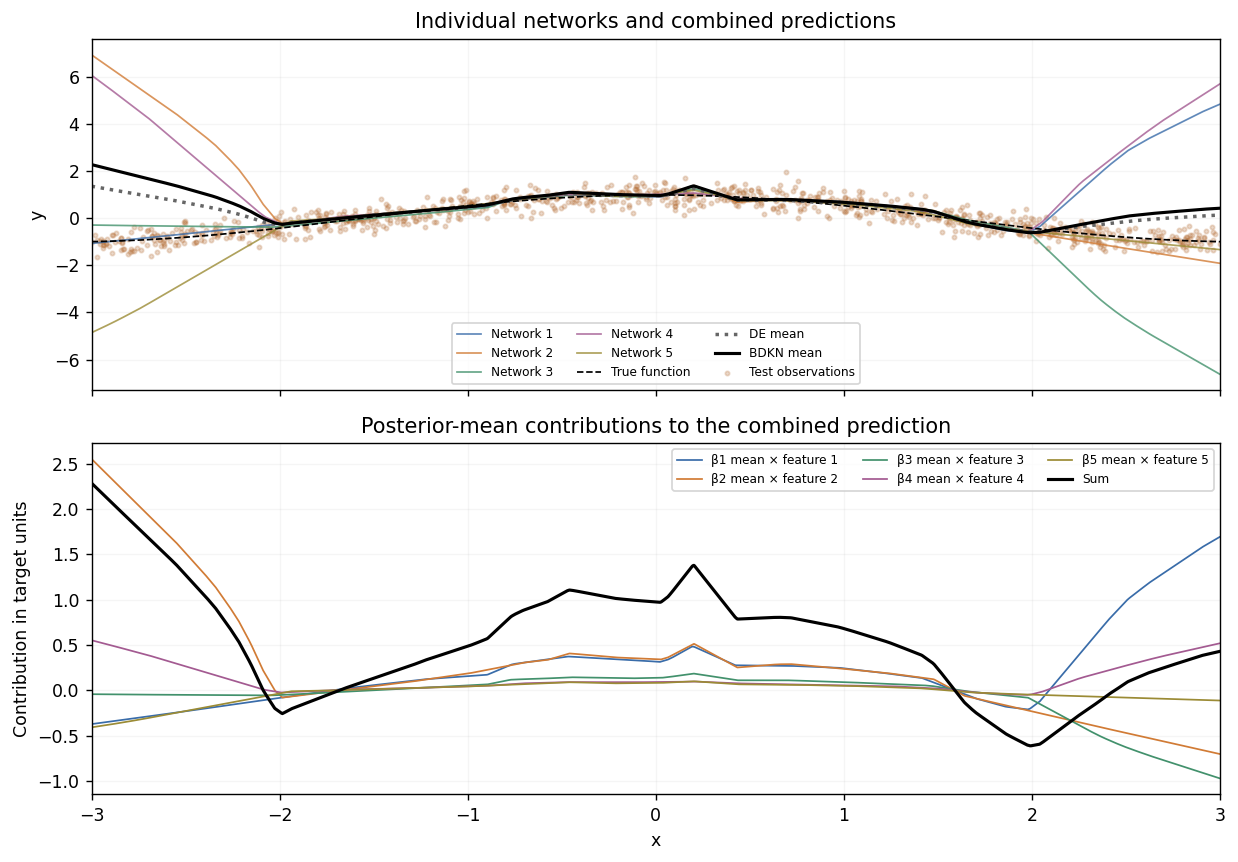 Individual networks and combined predictions
6
4
2
0
−2
−4
−6
y
Network 1 Network 4 DE mean
Network 2 Network 5 BDKN mean
Network 3 True function Test observations
Posterior-mean contributions to the combined prediction
2.5
2.0
1.5
1.0
0.5
0.0
−0.5
−1.0
Contribution in target units
β1 mean × feature 1 β3 mean × feature 3 β5 mean × feature 5
β2 mean × feature 2 β4 mean × feature 4 Sum
−3 −2 −1 0 1 2 3
x